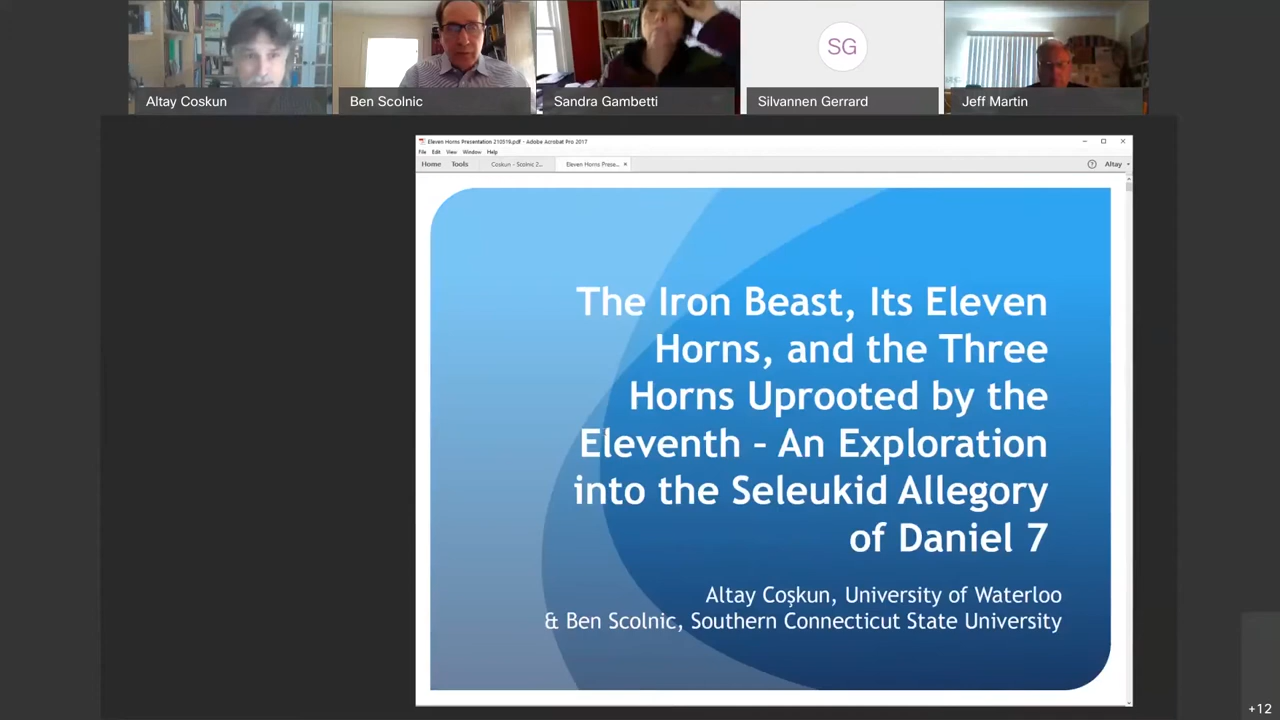 Altay Coskun
Ben Scolnic
Sandra Gambetti
SG
Silvannen Gerrard
Jeff Martin
Eleven Horns Presentation 210519.pdf - Adobe Acrobat Pro 2017
File Edit View Window Help
Home Tools Coskun - Scolnic 2... Eleven Horns Prese... × Altay
The Iron Beast, Its Eleven
Horns, and the Three
Horns Uprooted by the
Eleventh – An Exploration
into the Seleukid Allegory
of Daniel 7
Altay Coşkun, University of Waterloo
& Ben Scolnic, Southern Connecticut State University
+12